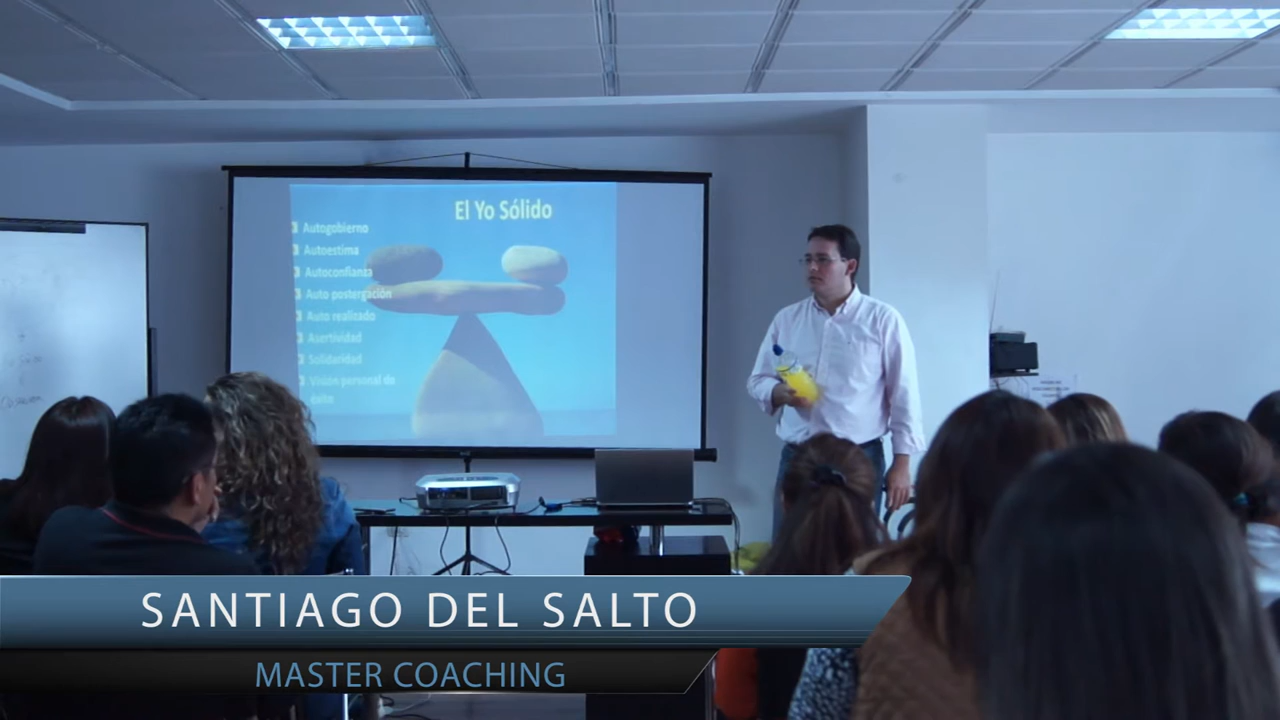 El Yo Sólido
Autogobierno
Autoestima
Autoconfianza
Auto postergación
Auto realizado
Asertividad
Solidaridad
Visión personal de
éxito
SANTIAGO DEL SALTO
MASTER COACHING